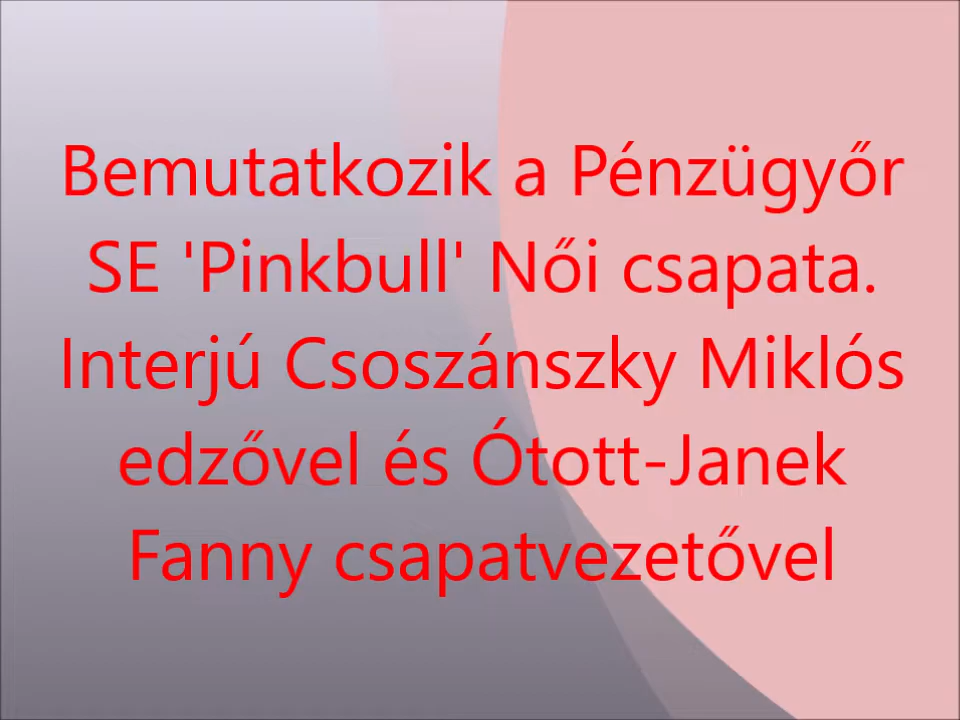 Bemutatkozik a Pénzügyőr
SE 'Pinkbull' Női csapata.
Interjú Csoszánszky Miklós
edzővel és Ótott-Janek
Fanny csapatvezetővel